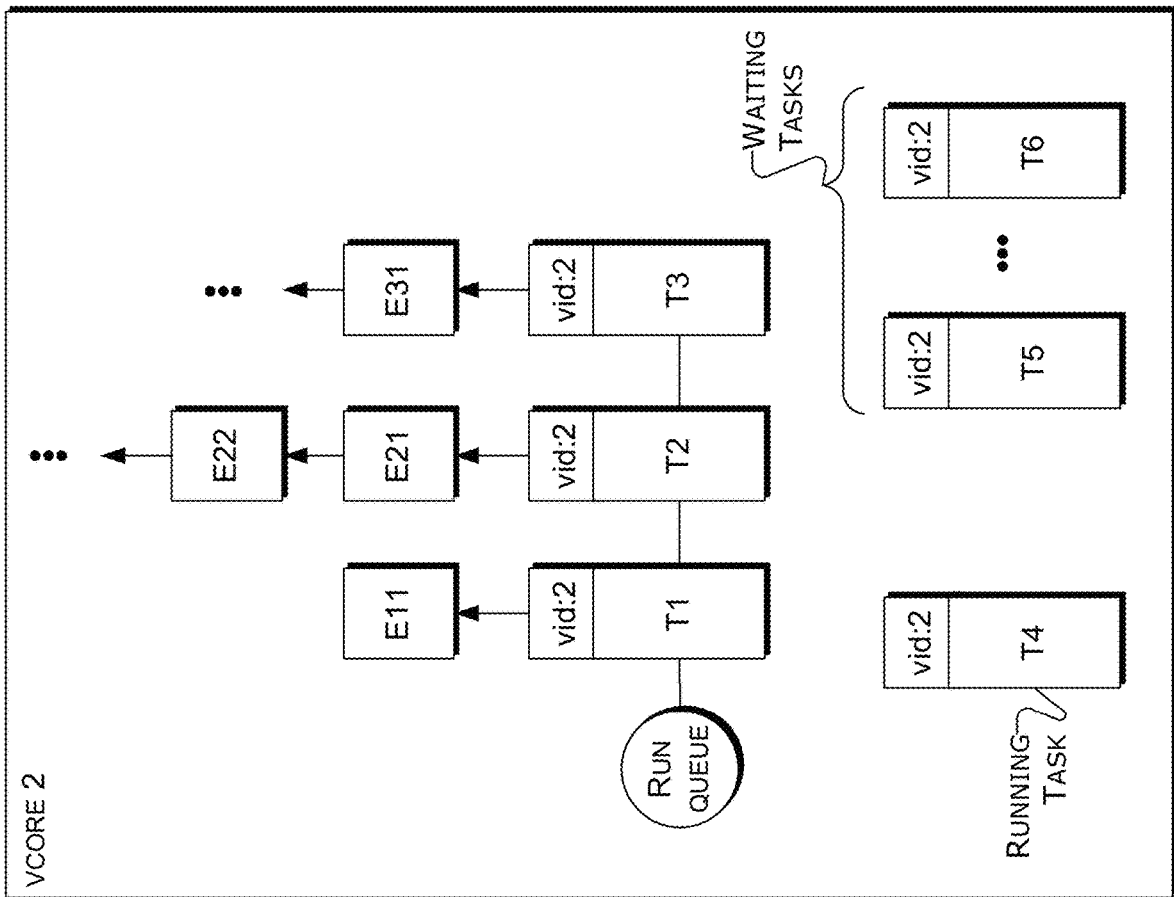 VCORE 2
E22
E11
E21
E31
vid:2
vid:2
vid:2
RUN
QUEUE
T1
T2
T3
WAITING
TASKS
vid:2
vid:2
vid:2
T4
T5
T6
RUNNING
TASK